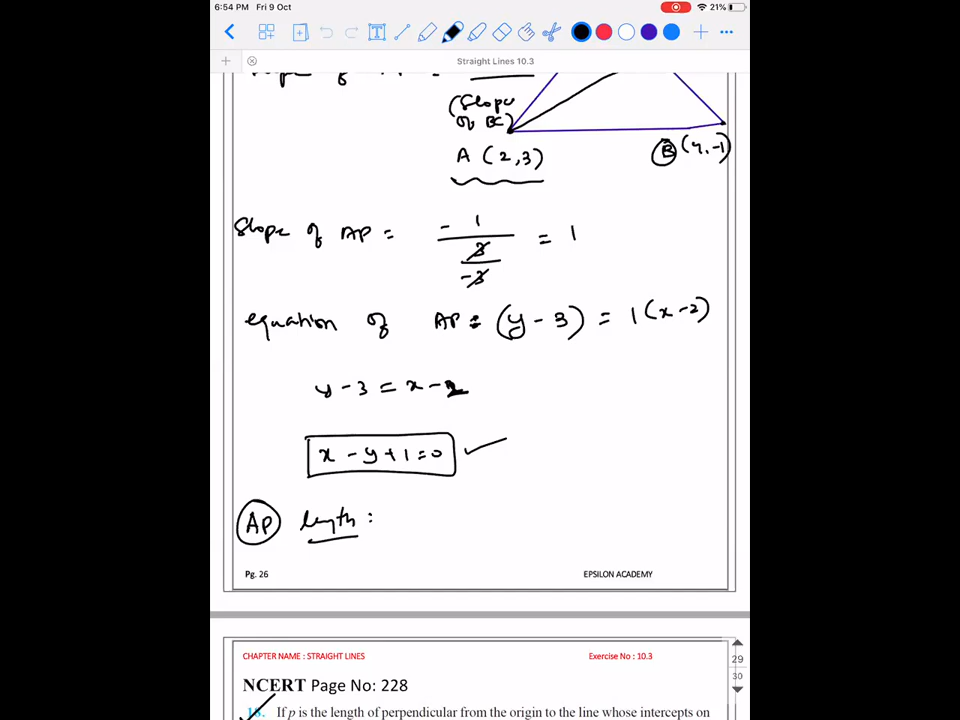 6:54 PM Fri 9 Oct 21%
Straight Lines 10.3
(Slope
of BC)
A (2,3)
B (4,-1)
Slope of AP = - 1 / 3 / -3 = 1
equation of AP = (y - 3) = 1(x-2)
y - 3 = x - 2
x - y + 1 = 0
AP length :
Pg. 26 EPSILON ACADEMY
29
30
CHAPTER NAME : STRAIGHT LINES Exercise No : 10.3
NCERT Page No: 228
18. If p is the length of perpendicular from the origin to the line whose intercepts on